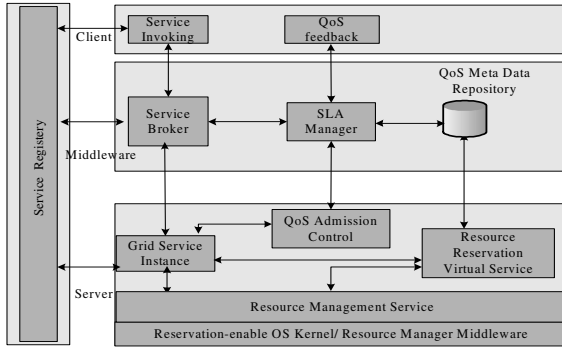 Service Registery
Client
Service
Invoking
QoS
feedback
QoS Meta Data
Repository
Service
Broker
SLA
Manager
Middleware
QoS Admission
Control
Grid Service
Instance
Resource
Reservation
Virtual Service
Server
Resource Management Service
Reservation-enable OS Kernel/ Resource Manager Middleware